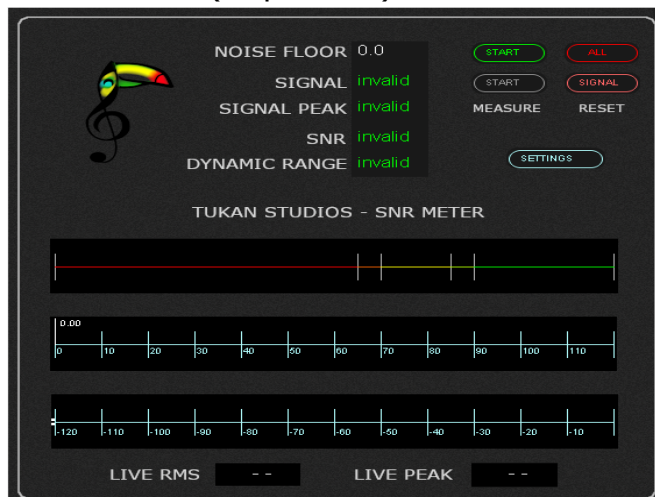 NOISE FLOOR 0.0 START ALL
SIGNAL invalid START SIGNAL
SIGNAL PEAK invalid MEASURE RESET
SNR invalid
DYNAMIC RANGE invalid SETTINGS
TUKAN STUDIOS - SNR METER
0.00
0 10 20 30 40 50 60 70 80 90 100 110
-120 -110 -100 -90 -80 -70 -60 -50 -40 -30 -20 -10
LIVE RMS -- LIVE PEAK --